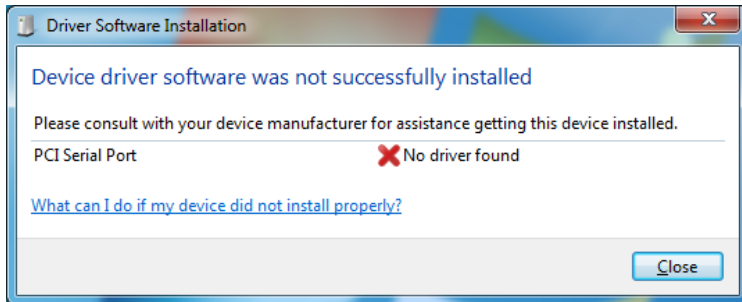 Driver Software Installation
Device driver software was not successfully installed
Please consult with your device manufacturer for assistance getting this device installed.
PCI Serial Port No driver found
What can I do if my device did not install properly?
Close